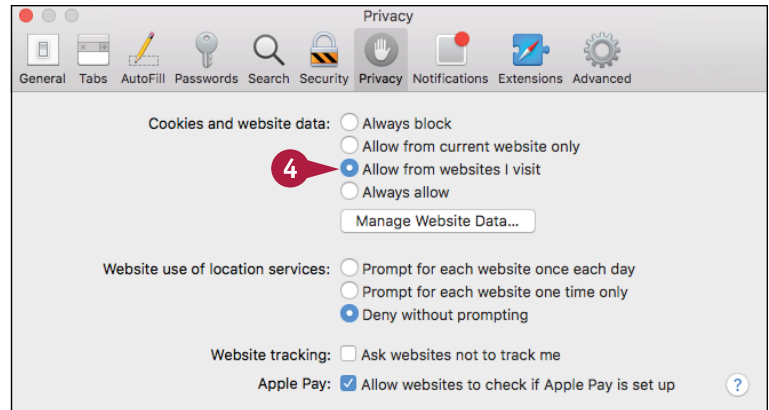 Privacy
General Tabs AutoFill Passwords Search Security Privacy Notifications Extensions Advanced
Cookies and website data: Always block
Allow from current website only
4 Allow from websites I visit
Always allow
Manage Website Data...
Website use of location services: Prompt for each website once each day
Prompt for each website one time only
Deny without prompting
Website tracking: Ask websites not to track me
Apple Pay: Allow websites to check if Apple Pay is set up ?